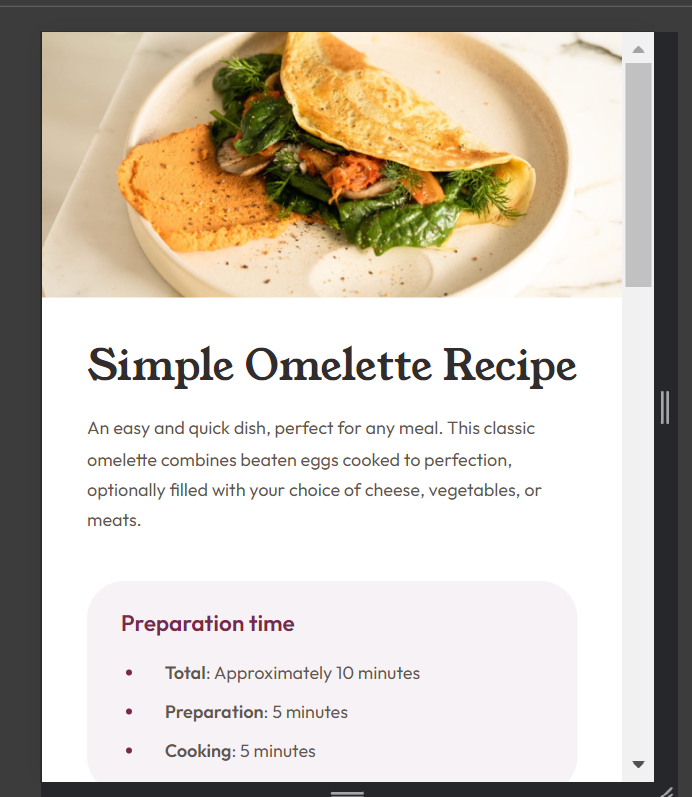 Simple Omelette Recipe
An easy and quick dish, perfect for any meal. This classic
omelette combines beaten eggs cooked to perfection,
optionally filled with your choice of cheese, vegetables, or
meats.
Preparation time
• Total: Approximately 10 minutes
• Preparation: 5 minutes
• Cooking: 5 minutes